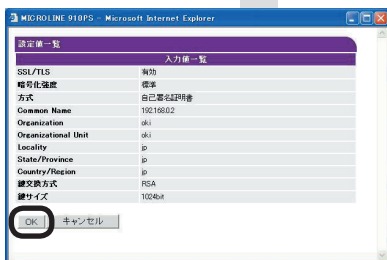 MICROLINE 910PS - Microsoft Internet Explorer
設定値一覧
入力値一覧
SSL/TLS 有効
暗号化強度 標準
方式 自己署名証明書
Common Name 192.168.0.2
Organization oki
Organizational Unit oki
Locality jp
State/Province jp
Country/Region jp
鍵交換方式 RSA
鍵サイズ 1024bit
OK キャンセル